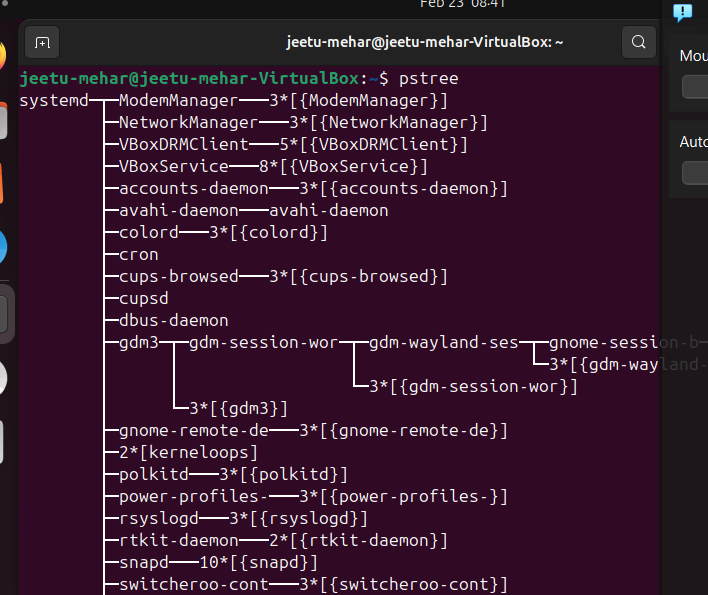 Feb 23 08:41
jeetu-mehar@jeetu-mehar-VirtualBox: ~
jeetu-mehar@jeetu-mehar-VirtualBox:~$ pstree
systemd─┬─ModemManager───3*[{ModemManager}]
├─NetworkManager───3*[{NetworkManager}]
├─VBoxDRMClient───5*[{VBoxDRMClient}]
├─VBoxService───8*[{VBoxService}]
├─accounts-daemon───3*[{accounts-daemon}]
├─avahi-daemon───avahi-daemon
├─colord───3*[{colord}]
├─cron
├─cups-browsed───3*[{cups-browsed}]
├─cupsd
├─dbus-daemon
├─gdm3─┬─gdm-session-wor─┬─gdm-wayland-ses─┬─gnome-session-b─
│ │ │ └─3*[{gdm-wayland-
│ │ └─3*[{gdm-session-wor}]
│ └─3*[{gdm3}]
├─gnome-remote-de───3*[{gnome-remote-de}]
├─2*[kerneloops]
├─polkitd───3*[{polkitd}]
├─power-profiles-───3*[{power-profiles-}]
├─rsyslogd───3*[{rsyslogd}]
├─rtkit-daemon───2*[{rtkit-daemon}]
├─snapd───10*[{snapd}]
├─switcheroo-cont───3*[{switcheroo-cont}]
Mou
Auto